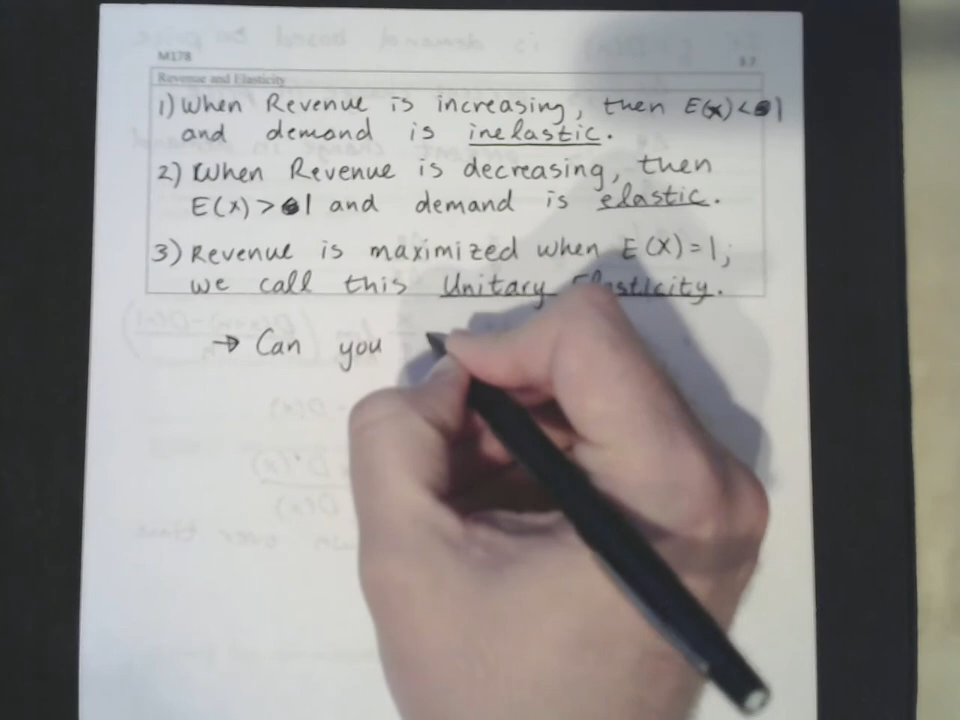 M178 3.7
Revenue and Elasticity
1) When Revenue is increasing, then E(x) < 1
and demand is inelastic.
2) When Revenue is decreasing, then
E(x) > 1 and demand is elastic.
3) Revenue is maximized when E(x) = 1;
we call this Unitary Elasticity.
→ Can you